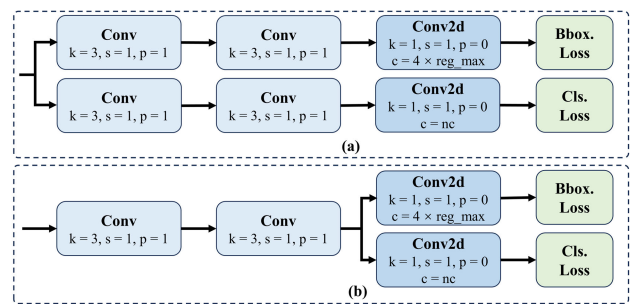 Conv
k = 3, s = 1, p = 1
Conv
k = 3, s = 1, p = 1
Conv2d
k = 1, s = 1, p = 0
c = 4 × reg_max
Bbox.
Loss
Conv
k = 3, s = 1, p = 1
Conv
k = 3, s = 1, p = 1
Conv2d
k = 1, s = 1, p = 0
c = nc
Cls.
Loss
(a)
Conv
k = 3, s = 1, p = 1
Conv
k = 3, s = 1, p = 1
Conv2d
k = 1, s = 1, p = 0
c = 4 × reg_max
Bbox.
Loss
Conv2d
k = 1, s = 1, p = 0
c = nc
Cls.
Loss
(b)